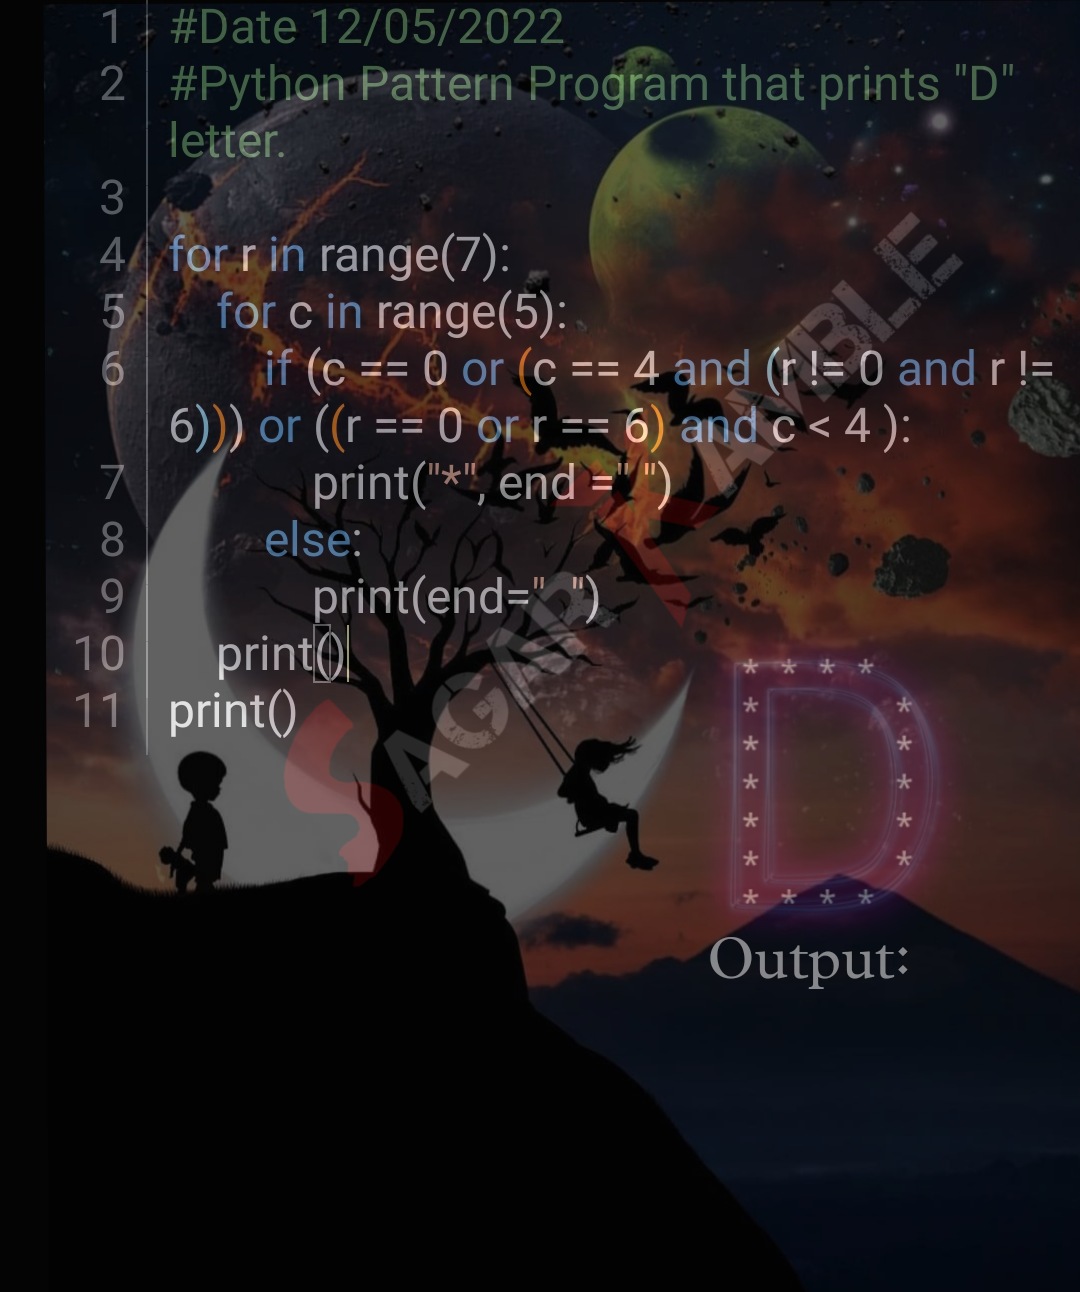 1 #Date 12/05/2022
2 #Python Pattern Program that prints "D"
letter.
3
4 for r in range(7):
5 for c in range(5):
6 if (c == 0 or (c == 4 and (r != 0 and r !=
6))) or ((r == 0 or r == 6) and c < 4 ):
7 print("*", end =" ")
8 else:
9 print(end="  ")
10 print()
11 print()
SAGAR T AMBLE
* * * *
* *
* *
* *
* *
* *
* * * *
Output: